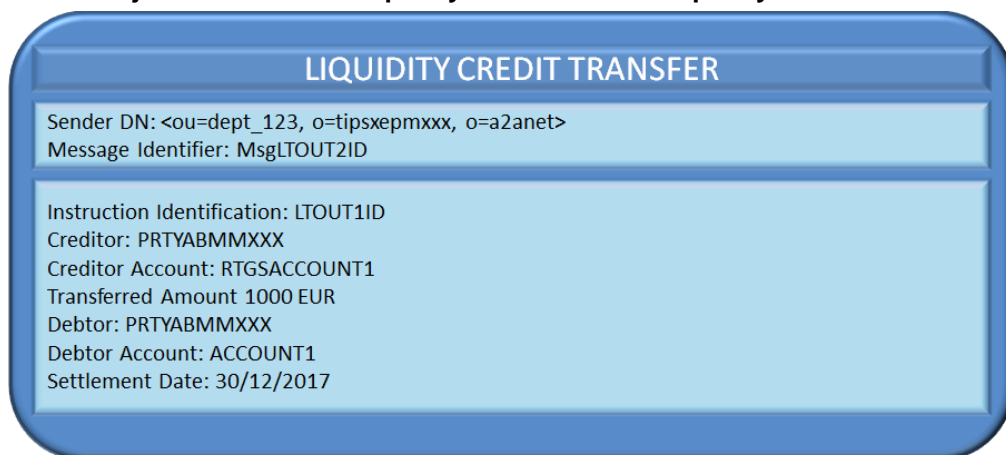 LIQUIDITY CREDIT TRANSFER
Sender DN: <ou=dept_123, o=tipsxepmxxx, o=a2anet>
Message Identifier: MsgLTOUT2ID
Instruction Identification: LTOUT1ID
Creditor: PRTYABMMXXX
Creditor Account: RTGSACCOUNT1
Transferred Amount 1000 EUR
Debtor: PRTYABMMXXX
Debtor Account: ACCOUNT1
Settlement Date: 30/12/2017